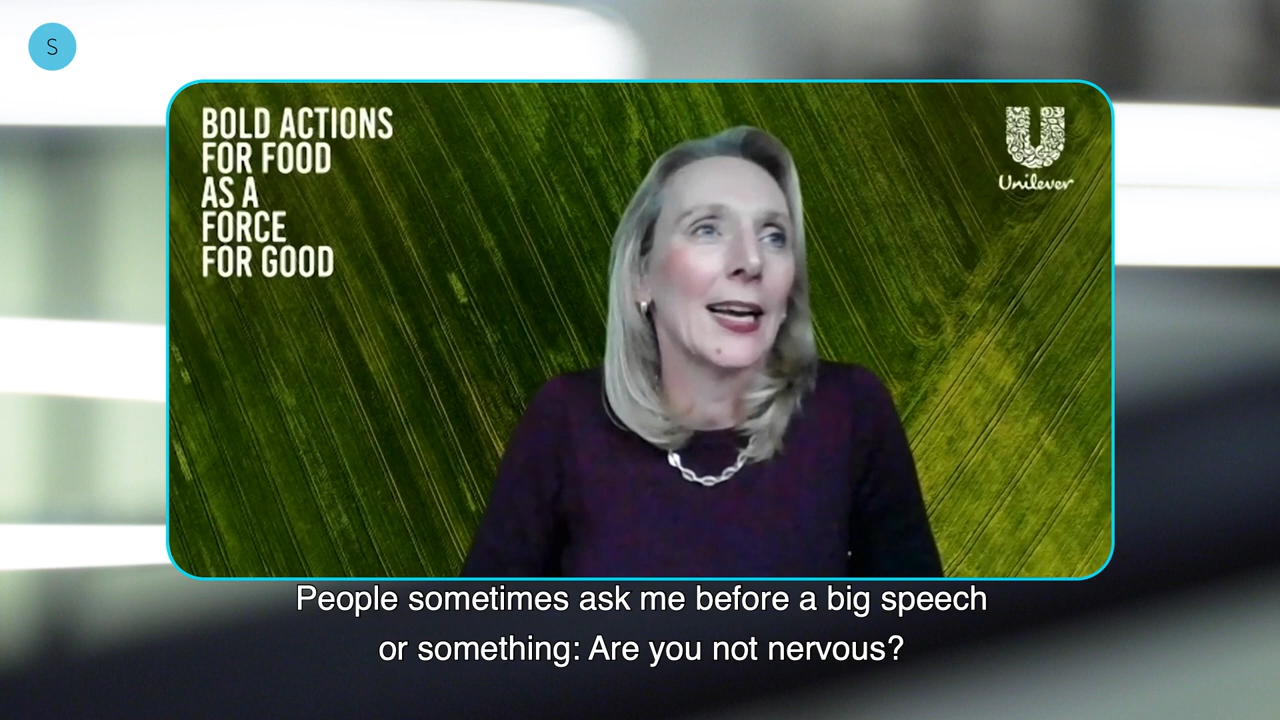 S
BOLD ACTIONS
FOR FOOD
AS A
FORCE
FOR GOOD
Unilever
People sometimes ask me before a big speech
or something: Are you not nervous?